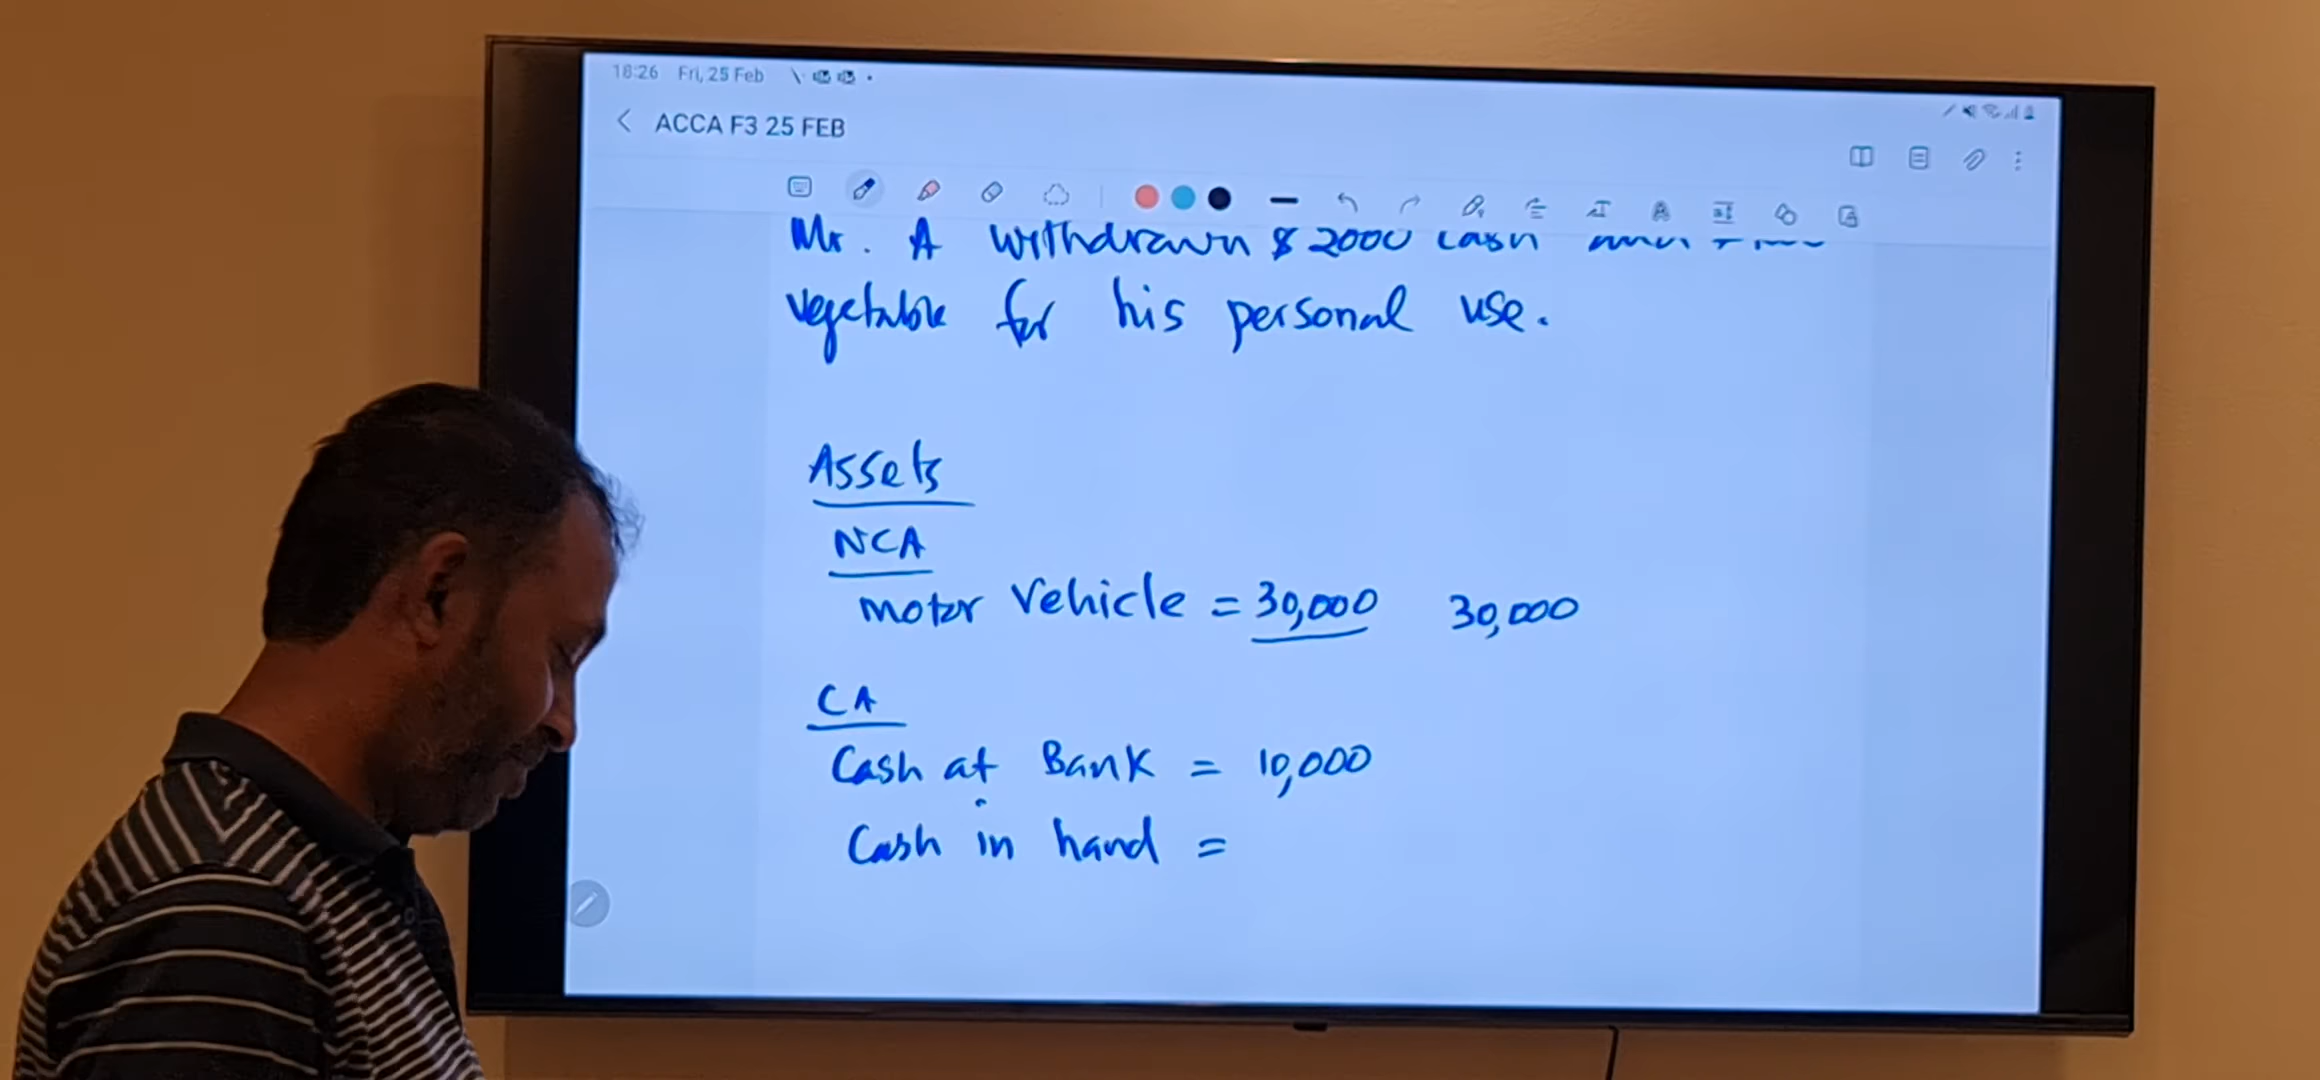 18:26 Fri, 25 Feb
ACCA F3 25 FEB
Mr. A withdrawn $2000 cash
vegetable for his personal use.
Assets
NCA
motor vehicle = 30,000 30,000
CA
Cash at Bank = 10,000
Cash in hand =